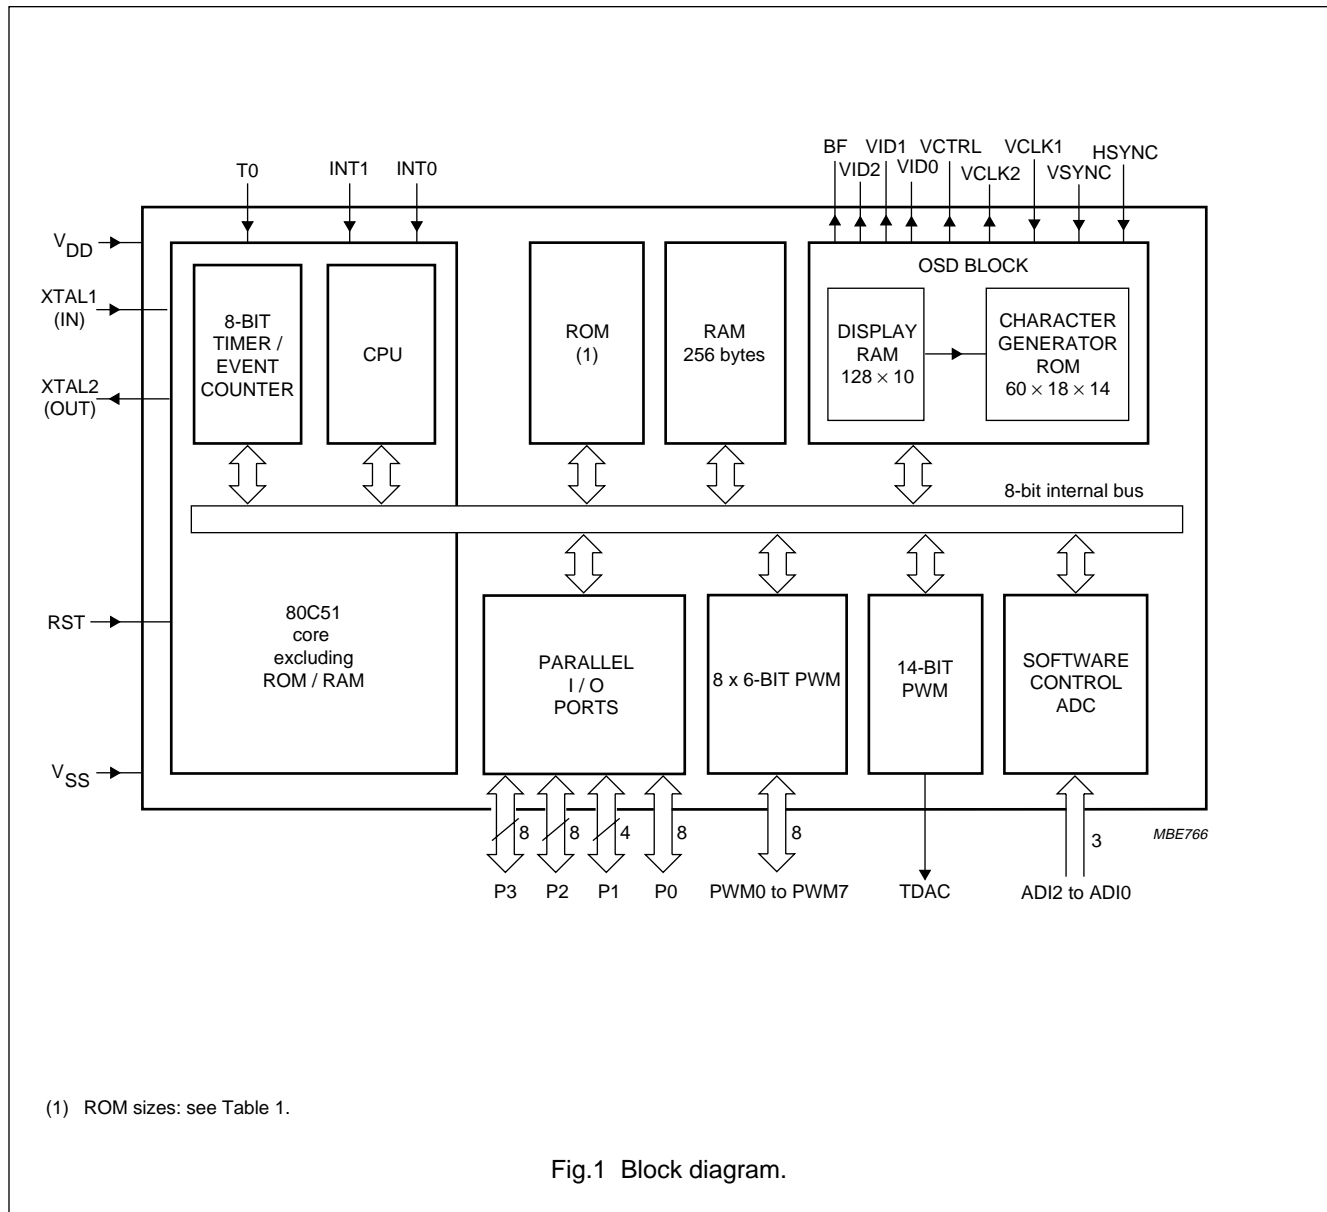 BF
VID1
VCTRL
VCLK1
HSYNC
T0
INT1
INT0
VID2
VID0
VCLK2
VSYNC
VDD
XTAL1
(IN)
XTAL2
(OUT)
RST
VSS
8-BIT
TIMER /
EVENT
COUNTER
CPU
ROM
(1)
RAM
256 bytes
OSD BLOCK
DISPLAY
RAM
128 × 10
CHARACTER
GENERATOR
ROM
60 × 18 × 14
8-bit internal bus
80C51
core
excluding
ROM / RAM
PARALLEL
I / O
PORTS
8 x 6-BIT PWM
14-BIT
PWM
SOFTWARE
CONTROL
ADC
8
8
4
8
8
3
MBE766
P3
P2
P1
P0
PWM0 to PWM7
TDAC
ADI2 to ADI0
(1) ROM sizes: see Table 1.
Fig.1 Block diagram.